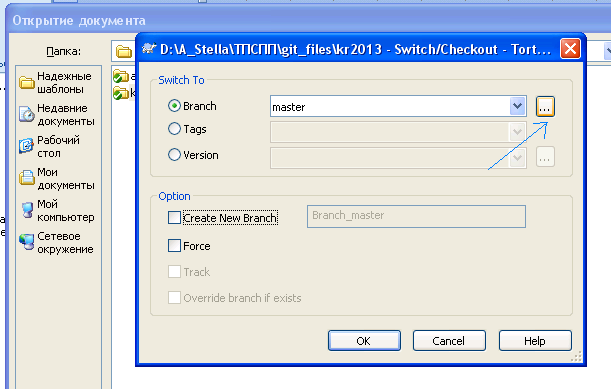 Открытие документа
Папка:
Надежные
шаблоны
Недавние
документы
Рабочий
стол
Мои
документы
Мой
компьютер
Сетевое
окружение
D:\A_Stella\ТПСПП\git_files\kr2013 - Switch/Checkout - Tort...
Switch To
Branch
master
...
Tags
Version
...
Option
Create New Branch
Branch_master
Force
Track
Override branch if exists
OK
Cancel
Help